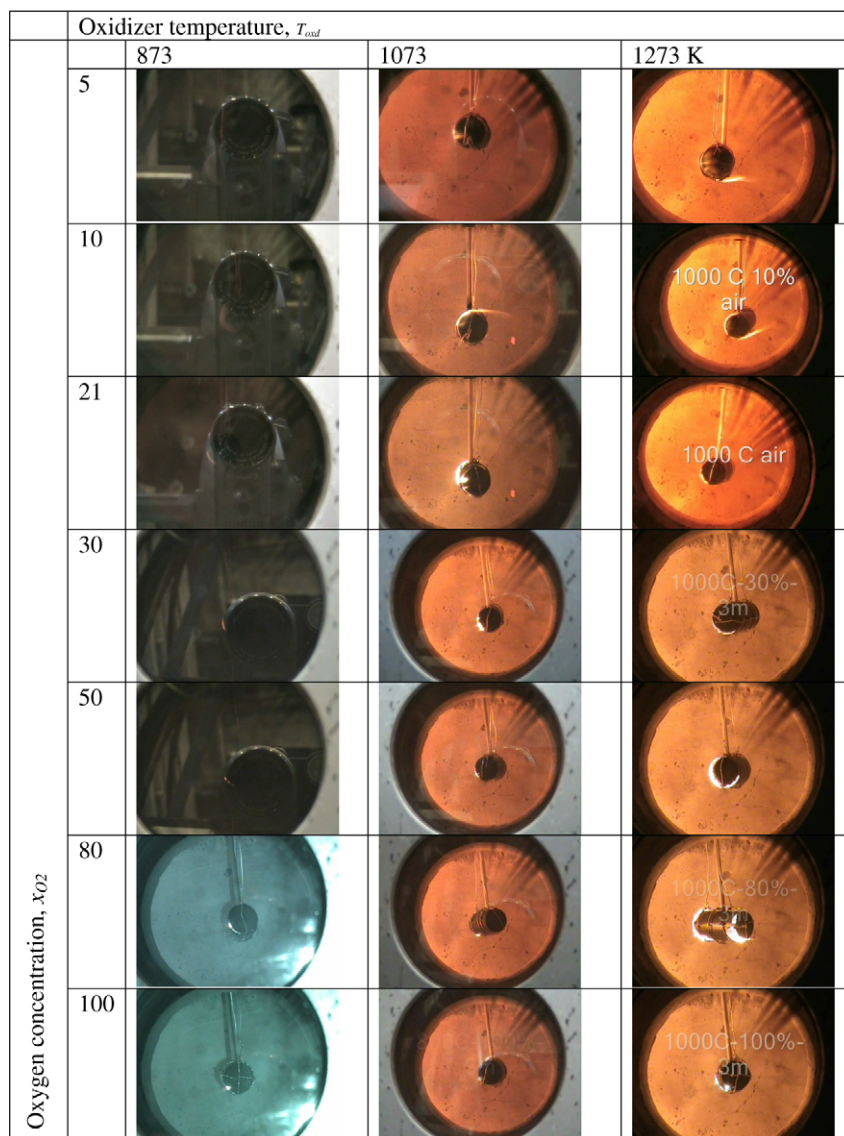 Oxidizer temperature, Toxd
873 1073 1273 K
Oxygen concentration, xO2
5
10
1000 C 10%
air
21
1000 C air
30
1000C-30%-
3m
50
80
1000C-80%-
3m
100
1000C-100%-
3m